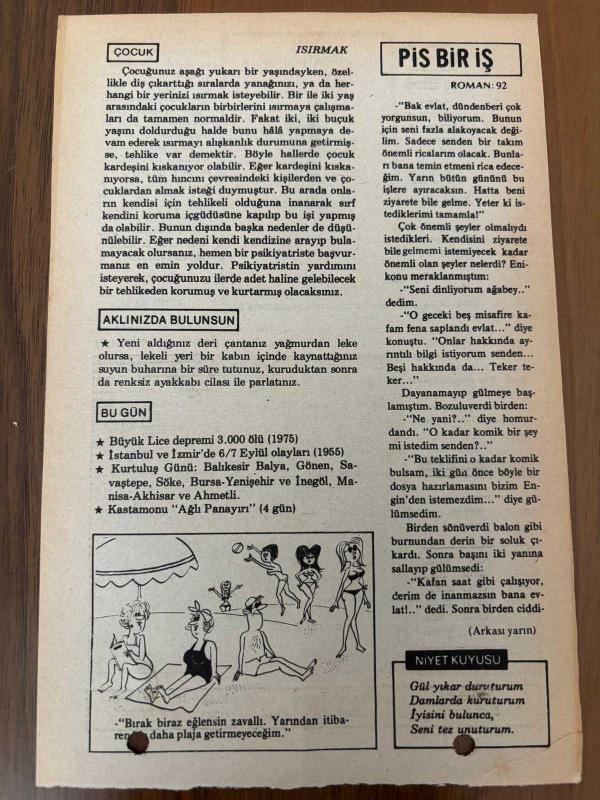 ÇOCUK
ISIRMAK
Çocuğunuz aşağı yukarı bir yaşındayken, özel-
likle diş çıkarttığı sıralarda yanağınızı, ya da her-
hangi bir yerinizi ısırmak isteyebilir. Bir ile iki yaş
arasındaki çocukların birbirlerini ısırmaya çalışma-
ları da tamamen normaldir. Fakat iki, iki buçuk
yaşını doldurduğu halde bunu hâlâ yapmaya de-
vam ederek ısırmayı alışkanlık durumuna getirmiş-
se, tehlike var demektir. Böyle hallerde çocuk
kardeşini kıskanıyor olabilir. Eğer kardeşini kıska-
nıyorsa, tüm hıncını çevresindeki kişilerden ve ço-
cuklardan almak isteği duymuştur. Bu arada onla-
rın kendisi için tehlikeli olduğuna inanarak sırf
kendini koruma içgüdüsüne kapılıp bu işi yapmış
da olabilir. Bunun dışında başka nedenler de düşü-
nülebilir. Eğer nedeni kendi kendizine arayıp bula-
mayacak olursanız, hemen bir psikiyatriste başvur-
manız en emin yoldur. Psikiyatristin yardımını
isteyerek, çocuğunuzu ilerde adet haline gelebilecek
bir tehlikeden korumuş ve kurtarmış olacaksınız.
AKLINIZDA BULUNSUN
★ Yeni aldığınız deri çantanız yağmurdan leke
olursa, lekeli yeri bir kabın içinde kaynattığınız
suyun buharına bir süre tutunuz, kuruduktan sonra
da renksiz ayakkabı cilası ile parlatınız.
BU GÜN
★ Büyük Lice depremi 3.000 ölü (1975)
★ İstanbul ve İzmir'de 6/7 Eylül olayları (1955)
★ Kurtuluş Günü: Balıkesir Balya, Gönen, Sa-
vaştepe, Söke, Bursa-Yenişehir ve İnegöl, Ma-
nisa-Akhisar ve Ahmetli.
★ Kastamonu "Ağlı Panayırı" (4 gün)
-"Bırak biraz eğlensin zavallı. Yarından itiba-
ren daha plaja getirmeyeceğim."
PİS BİR İŞ
ROMAN: 92
-"Bak evlat, dündenberi çok
yorgunsun, biliyorum. Bunun
için seni fazla alakoyacak deği-
lim. Sadece senden bir takım
önemli ricalarım olacak. Bunla-
rı bana temin etmeni rica edece-
ğim. Yarın bütün gününü bu
işlere ayıracaksın. Hatta beni
ziyarete bile gelme. Yeter ki is-
tediklerimi tamamla!"
Çok önemli şeyler olmalıydı
istedikleri. Kendisini ziyarete
bile gelmemi istemiyecek kadar
önemli olan şeyler nelerdi? Eni-
konu meraklanmıştım:
-"Seni dinliyorum ağabey.."
dedim.
-"O geceki beş misafire ka-
fam fena saplandı evlat..." diye
konuştu. "Onlar hakkında ay-
rıntılı bilgi istiyorum senden...
Beşi hakkında da... Teker te-
ker..."
Dayanamayıp gülmeye baş-
lamıştım. Bozuluverdi birden:
-"Ne yani?.." diye homur-
dandı. "O kadar komik bir şey
mi istedim senden?.."
-"Bu teklifini o kadar komik
bulsam, iki gün önce böyle bir
dosya hazırlamasını bizim En-
gin'den istemezdim..." diye gü-
lümsedim.
Birden sönüverdi balon gibi
burnundan derin bir soluk çı-
kardı. Sonra başını iki yanına
sallayıp gülümsedi:
-"Kafan saat gibi çalışıyor,
derim de inanmazsın bana ev-
lat!.." dedi. Sonra birden ciddi-
(Arkası yarın)
NİYET KUYUSU
Gül yıkar dururum
Damlarda kuruturum
İyisini bulunca,
Seni tez unuturum.